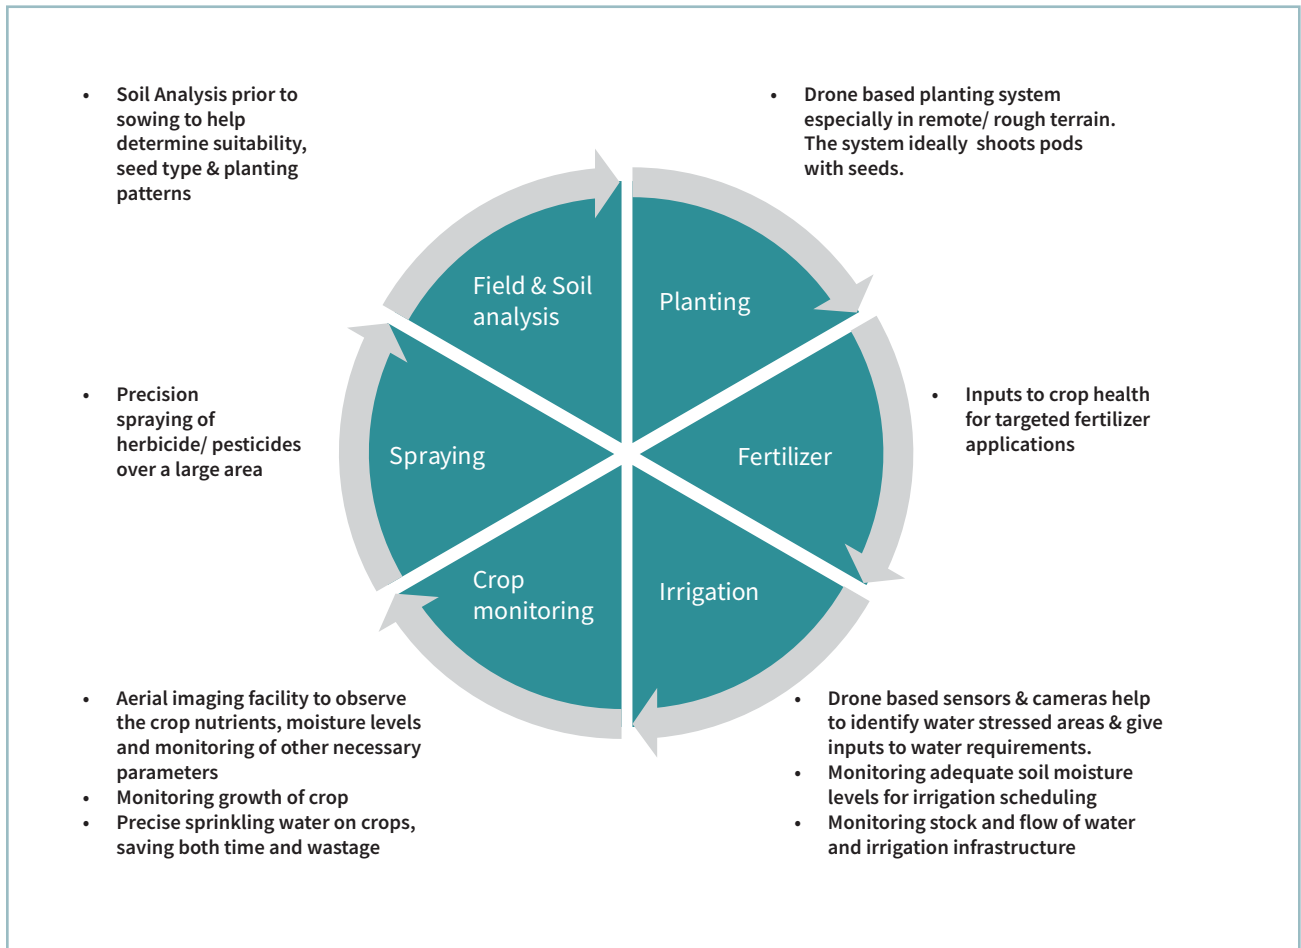 • Soil Analysis prior to
sowing to help
determine suitability,
seed type & planting
patterns
• Drone based planting system
especially in remote/ rough terrain.
The system ideally shoots pods
with seeds.
Field & Soil
analysis
Planting
• Precision
spraying of
herbicide/ pesticides
over a large area
Spraying
Fertilizer
• Inputs to crop health
for targeted fertilizer
applications
Crop
monitoring
Irrigation
• Aerial imaging facility to observe
the crop nutrients, moisture levels
and monitoring of other necessary
parameters
• Monitoring growth of crop
• Precise sprinkling water on crops,
saving both time and wastage
• Drone based sensors & cameras help
to identify water stressed areas & give
inputs to water requirements.
• Monitoring adequate soil moisture
levels for irrigation scheduling
• Monitoring stock and flow of water
and irrigation infrastructure